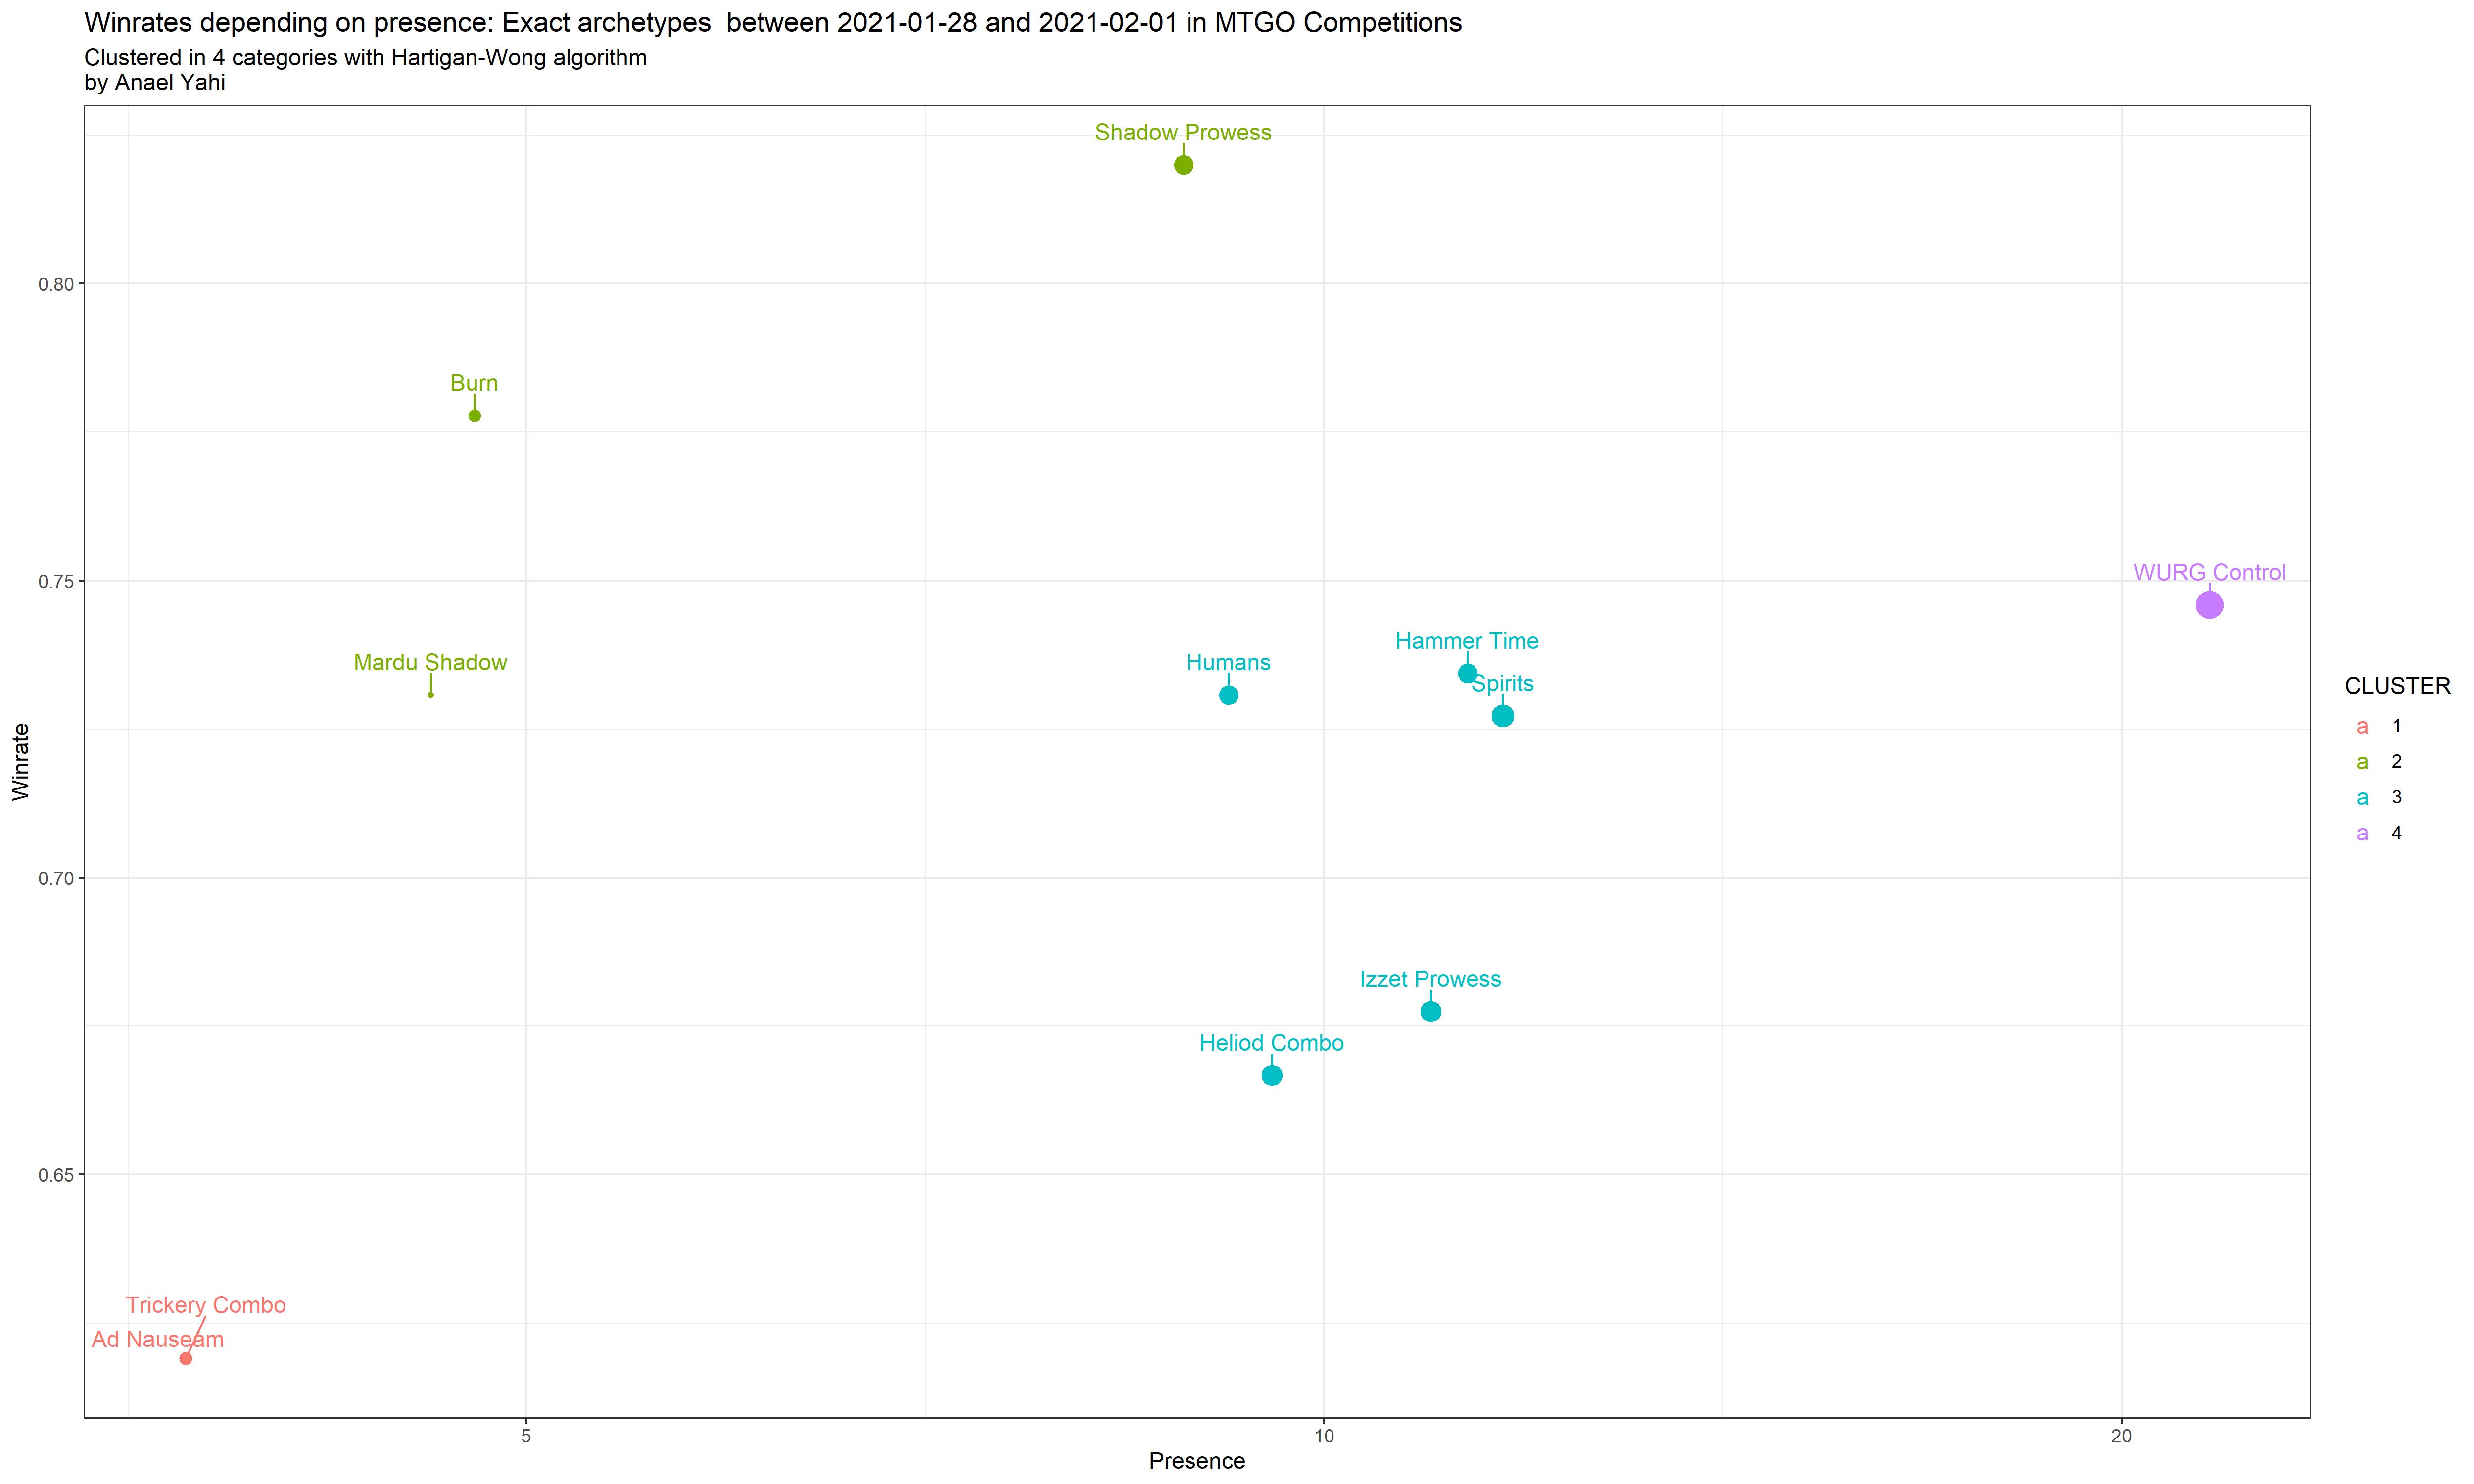 Winrates depending on presence: Exact archetypes  between 2021-01-28 and 2021-02-01 in MTGO Competitions
Clustered in 4 categories with Hartigan-Wong algorithm
by Anael Yahi
Shadow Prowess
0.80
Burn
0.75
WURG Control
Hammer Time
Mardu Shadow
Humans
Spirits
CLUSTER
a 1
a 2
a 3
a 4
Winrate
0.70
Izzet Prowess
Heliod Combo
0.65
Trickery Combo
Ad Nauseam
5
10
20
Presence